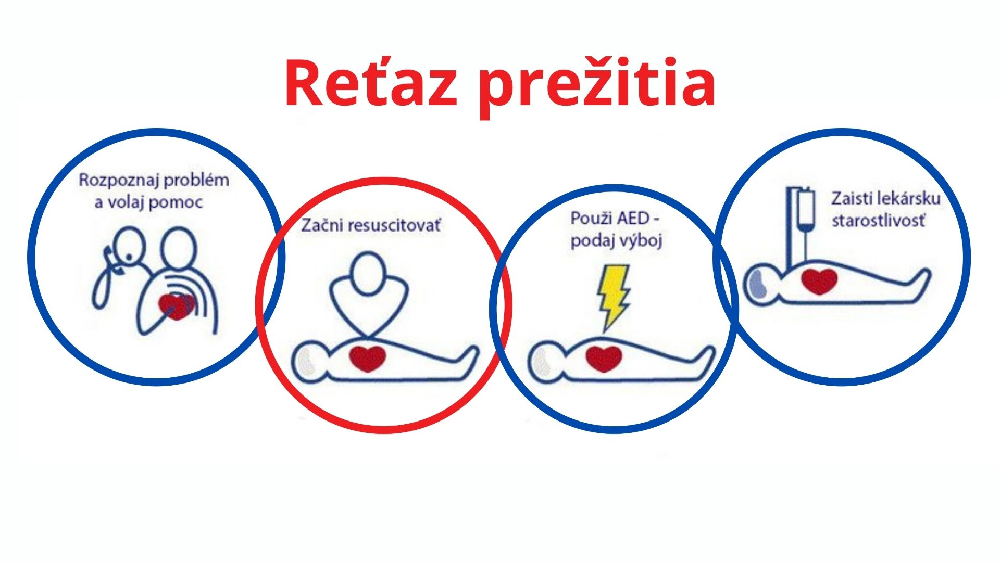 Reťaz prežitia
Rozpoznaj problém
a volaj pomoc
Začni resuscitovať
Použi AED -
podaj výboj
Zaisti lekársku
starostlivosť